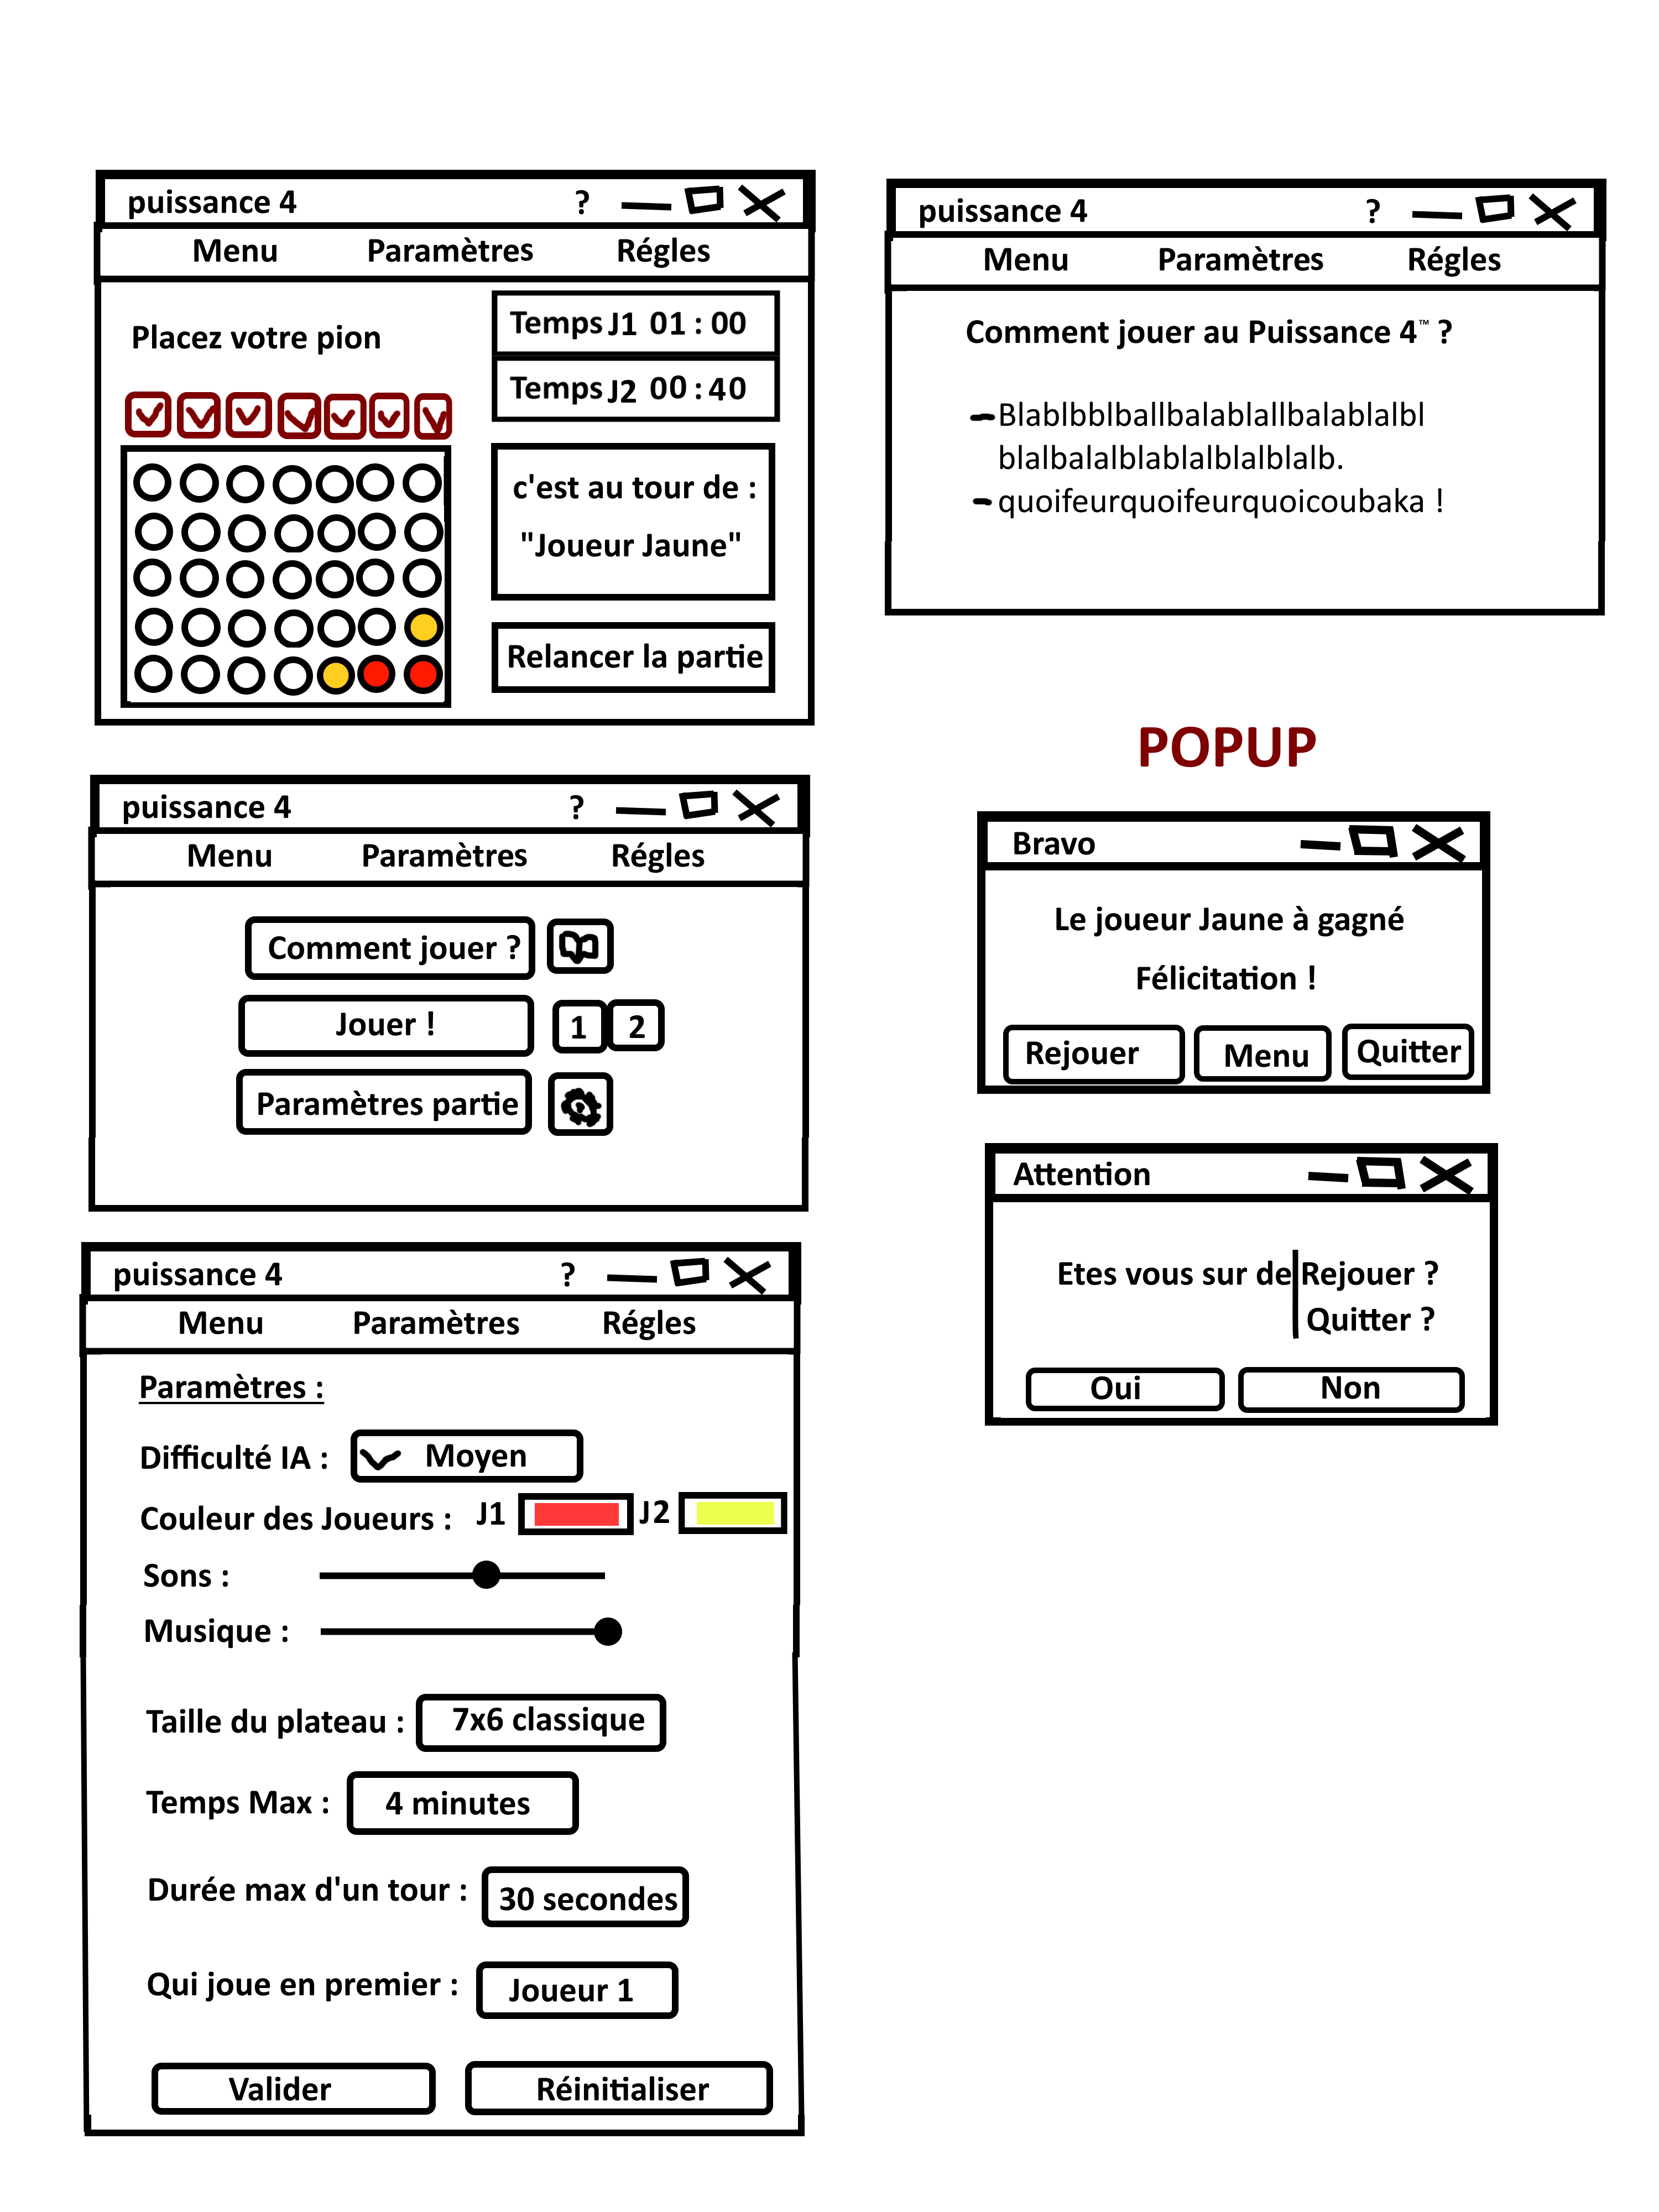 puissance 4 ?
Menu Paramètres Régles
Placez votre pion
Temps J1 01 : 00
Temps J2 00 : 40
c'est au tour de :
"Joueur Jaune"
Relancer la partie
puissance 4 ?
Menu Paramètres Régles
Comment jouer ?
Jouer ! 1 2
Paramètres partie
puissance 4 ?
Menu Paramètres Régles
Paramètres :
Difficulté IA : Moyen
Couleur des Joueurs : J1 J2
Sons :
Musique :
Taille du plateau : 7x6 classique
Temps Max : 4 minutes
Durée max d'un tour : 30 secondes
Qui joue en premier : Joueur 1
Valider Réinitialiser
puissance 4 ?
Menu Paramètres Régles
Comment jouer au Puissance 4™ ?
-Blablbblballbalablallbalablalbl
blalbalalblablalblalblalb.
-quoifeurquoifeurquoicoubaka !
POPUP
Bravo
Le joueur Jaune à gagné
Félicitation !
Rejouer Menu Quitter
Attention
Etes vous sur de Rejouer ?
Quitter ?
Oui Non